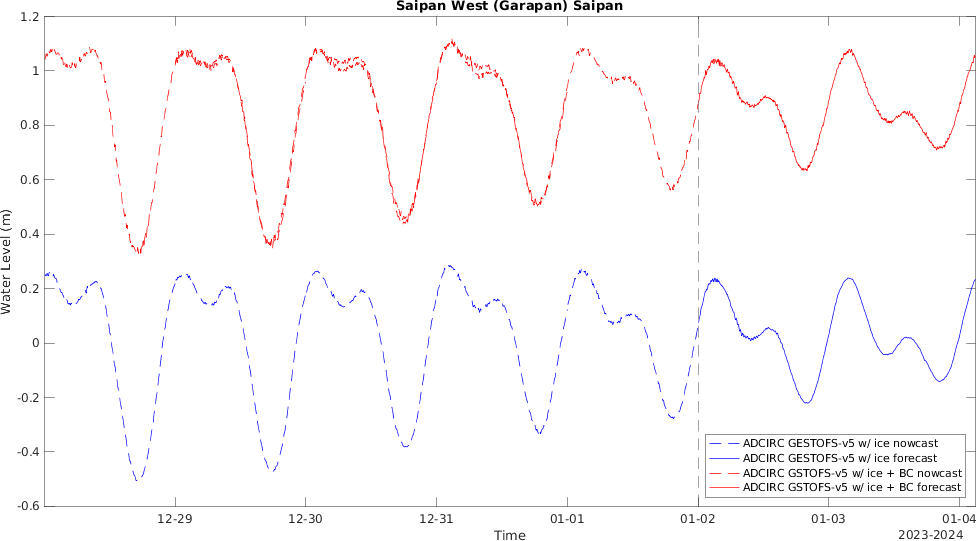 Saipan West (Garapan) Saipan
1.2
1
0.8
0.6
0.4
0.2
0
-0.2
-0.4
-0.6
Water Level (m)
ADCIRC GESTOFS-v5 w/ ice nowcast
ADCIRC GESTOFS-v5 w/ ice forecast
ADCIRC GSTOFS-v5 w/ ice + BC nowcast
ADCIRC GSTOFS-v5 w/ ice + BC forecast
12-29
12-30
12-31
01-01
01-02
01-03
01-04
Time
2023-2024